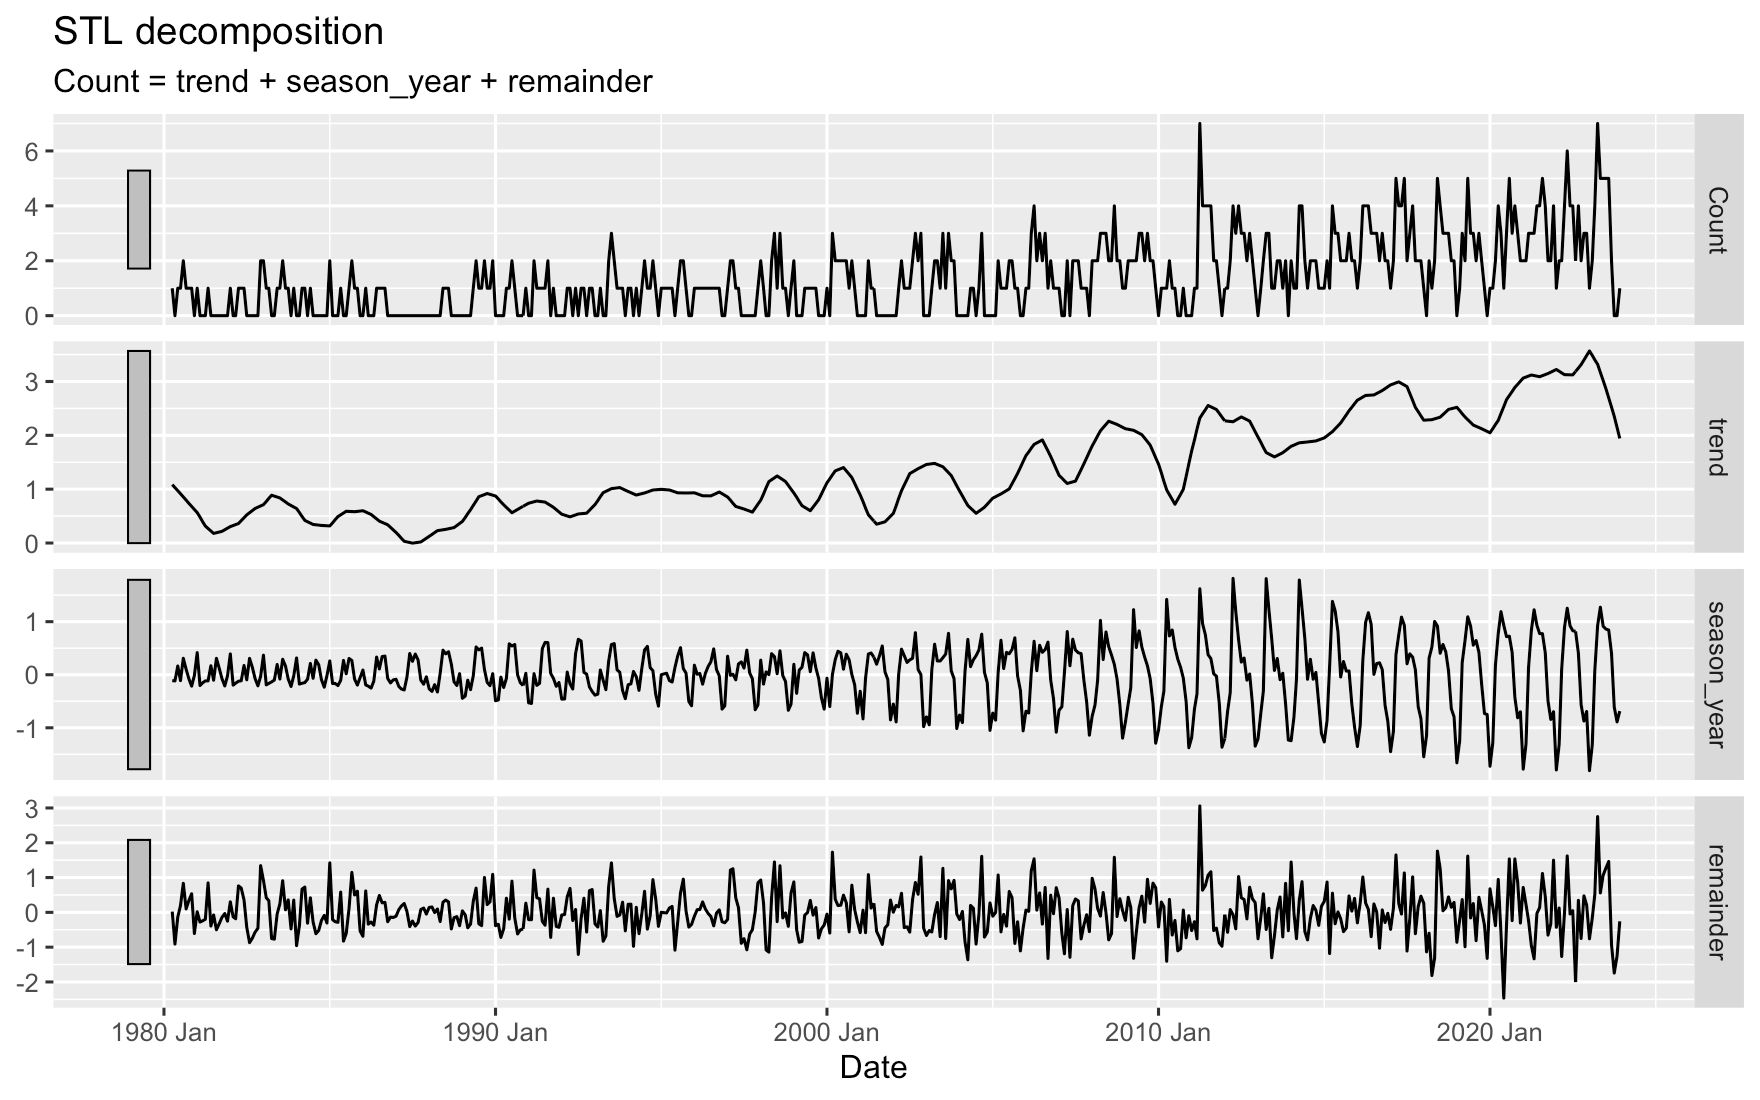 STL decomposition
Count = trend + season_year + remainder
6
4
2
0
Count
3
2
1
0
trend
1
0
-1
season_year
3
2
1
0
-1
-2
remainder
1980 Jan 1990 Jan 2000 Jan 2010 Jan 2020 Jan
Date